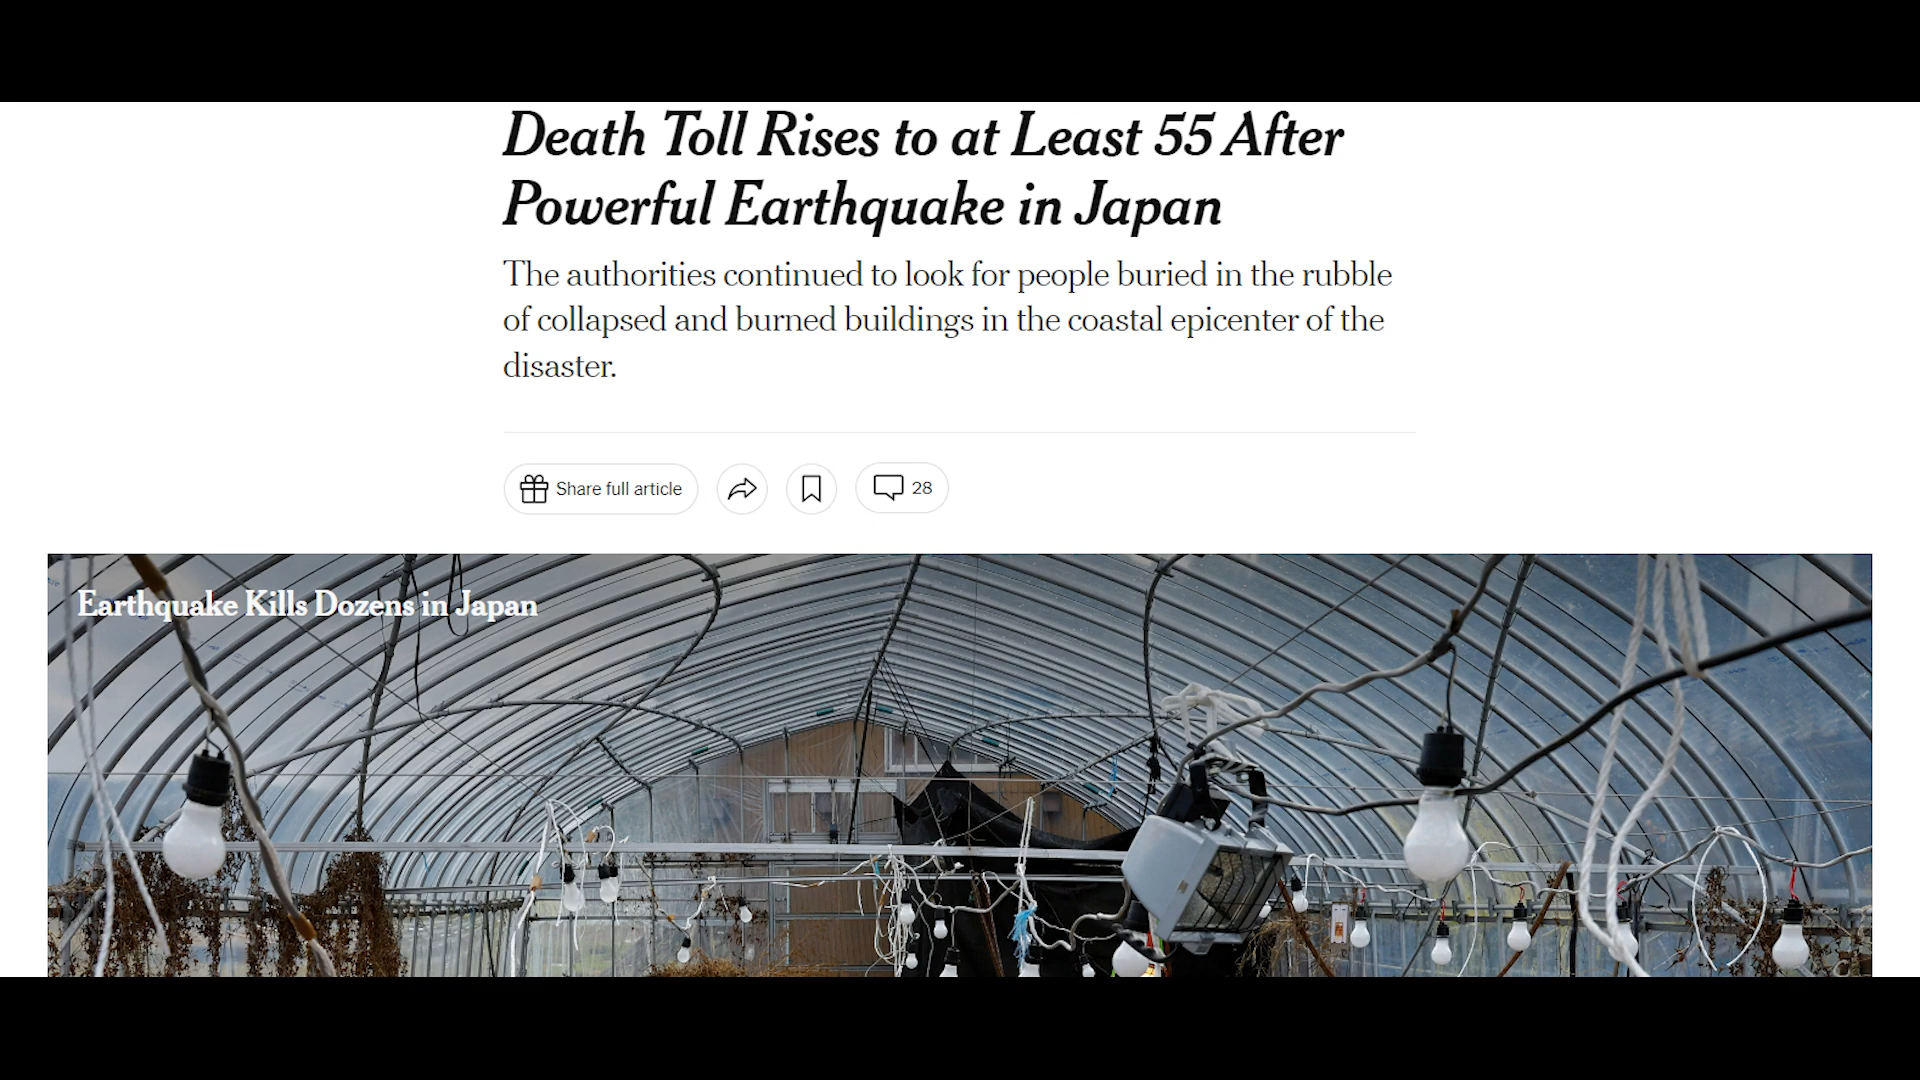 Death Toll Rises to at Least 55 After
Powerful Earthquake in Japan
The authorities continued to look for people buried in the rubble
of collapsed and burned buildings in the coastal epicenter of the
disaster.
Share full article
28
Earthquake Kills Dozens in Japan